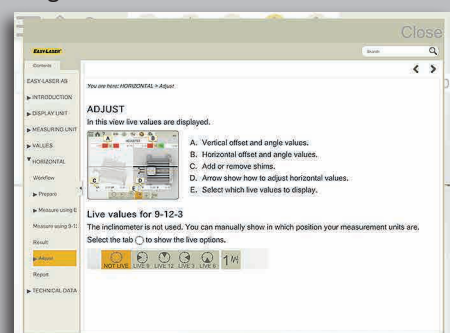 Close
EASY-LASER
Search
Contents
EASY-LASER AB
INTRODUCTION
DISPLAY UNIT
MEASURING UNIT
VALUES
HORIZONTAL
Workflow
Prepare
Measure using E
Measure using 9-12
Result
Adjust
Report
TECHNICAL DATA
You are here: HORIZONTAL > Adjust
ADJUST
In this view live values are displayed.
A. Vertical offset and angle values.
B. Horizontal offset and angle values.
C. Add or remove shims.
D. Arrow show how to adjust horizontal values.
E. Select which live values to display.
Live values for 9-12-3
The inclinometer is not used. You can manually show in which position your measurement units are.
Select the tab to show the live options.
NOT LIVE LIVE 9 LIVE 12 LIVE 3 LIVE 6